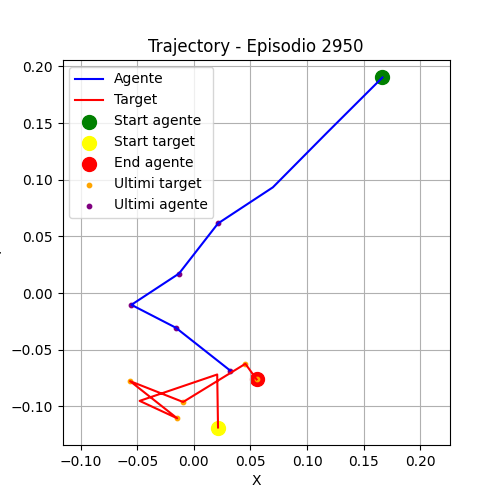 Trajectory - Episodio 2950
Agente
Target
Start agente
Start target
End agente
Ultimi target
Ultimi agente
0.20
0.15
0.10
0.05
0.00
−0.05
−0.10
−0.10
−0.05
0.00
0.05
0.10
0.15
0.20
X